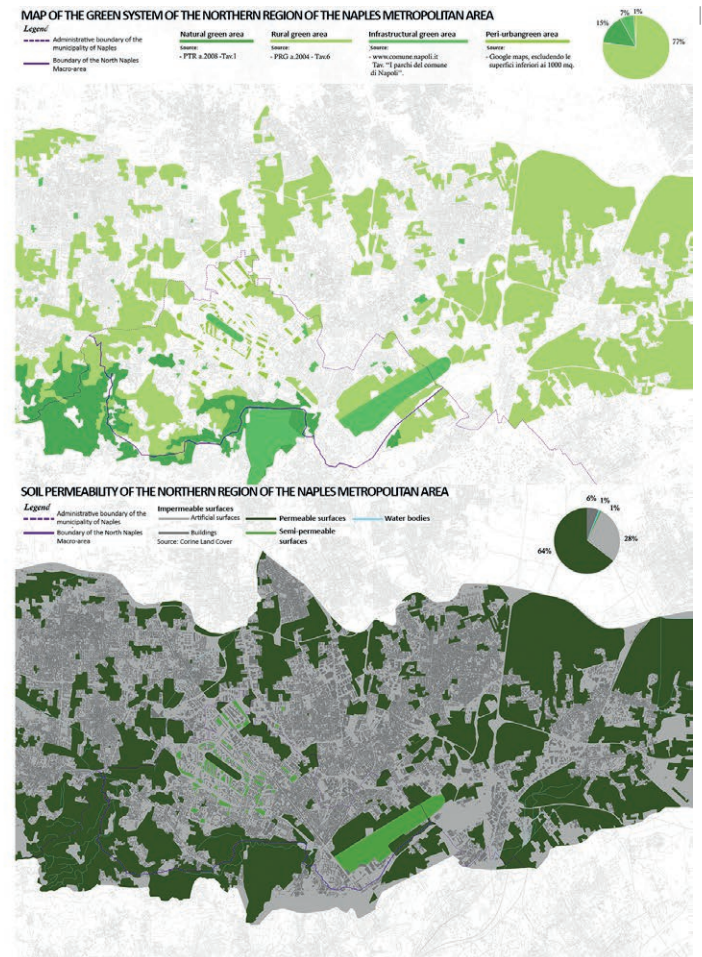 MAP OF THE GREEN SYSTEM OF THE NORTHERN REGION OF THE NAPLES METROPOLITAN AREA
Legend
Administrative boundary of the
municipality of Naples
Boundary of the North Naples
Macro-area
Natural green area
Source:
- PTR a.2008 -Tav.1
Rural green area
Source:
- PRG a.2004 - Tav.6
Infrastructural green area
Source:
- www.comune.napoli.it
Tav. "I parchi del comune
di Napoli".
Peri-urbangreen area
Source:
- Google maps, escludendo le
superfici inferiori ai 1000 mq.
15%
7%
1%
77%
SOIL PERMEABILITY OF THE NORTHERN REGION OF THE NAPLES METROPOLITAN AREA
Legend
Administrative boundary of the
municipality of Naples
Boundary of the North Naples
Macro-area
Impermeable surfaces
Artificial surfaces
Buildings
Source: Corine Land Cover
Permeable surfaces
Semi-permeable
surfaces
Water bodies
6%
1%
1%
28%
64%